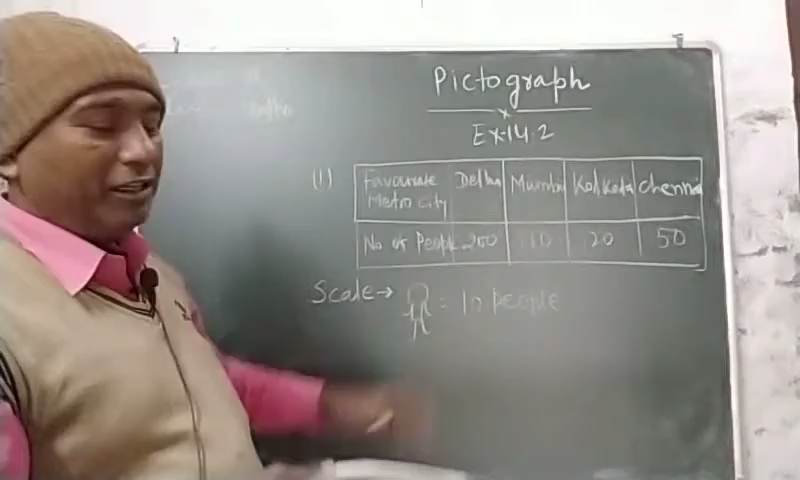 Pictograph
Ex-14.2
(1) Favourate Metro city Delhi Mumbai Kolkata Chennai
No of People 200 20 50
Scale → = 10 people